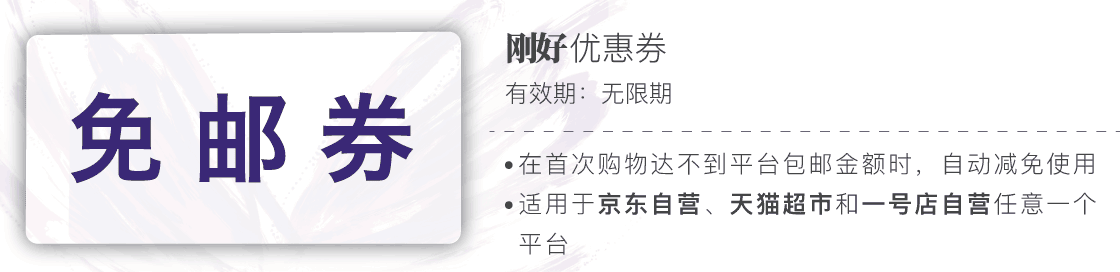 免邮券
刚好优惠券
有效期：无限期
•在首次购物达不到平台包邮金额时，自动减免使用
•适用于京东自营、天猫超市和一号店自营任意一个
平台